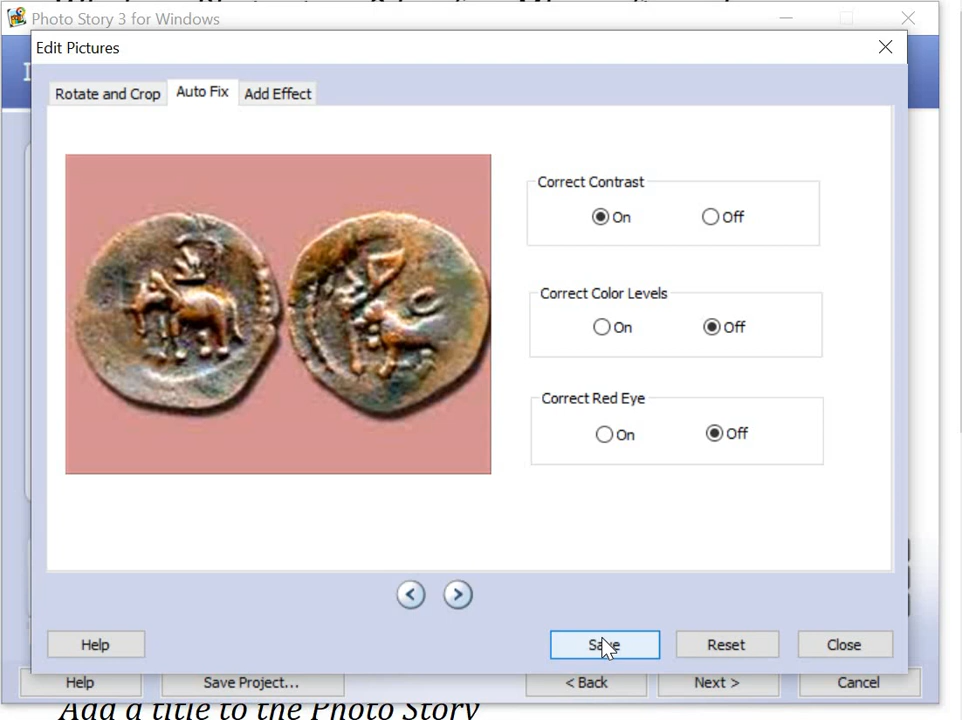 Photo Story 3 for Windows
Edit Pictures
Rotate and Crop Auto Fix Add Effect
Correct Contrast
On Off
Correct Color Levels
On Off
Correct Red Eye
On Off
Help Save Reset Close
Help Save Project... < Back Next > Cancel
Add a title to the Photo Story